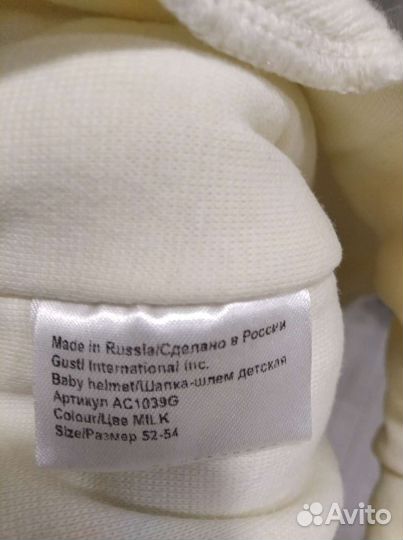 Made in Russia/Сделано в России
Gusti International Inc.
Baby helmet/Шапка-шлем детская
Артикул AC1039G
Colour/Цве MILK
Size/Размер 52-54
Avito